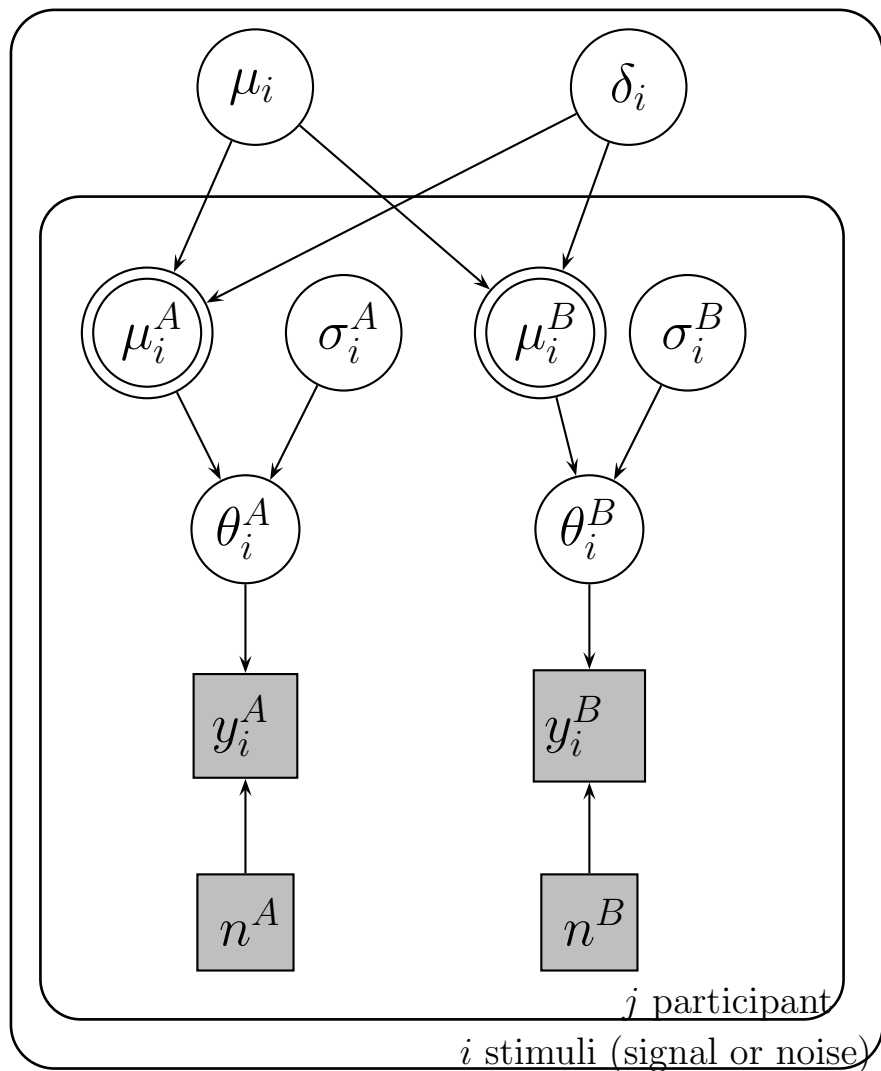 μ_i δ_i
μ_i^A σ_i^A μ_i^B σ_i^B
θ_i^A θ_i^B
y_i^A y_i^B
n^A n^B
j participant
i stimuli (signal or noise)